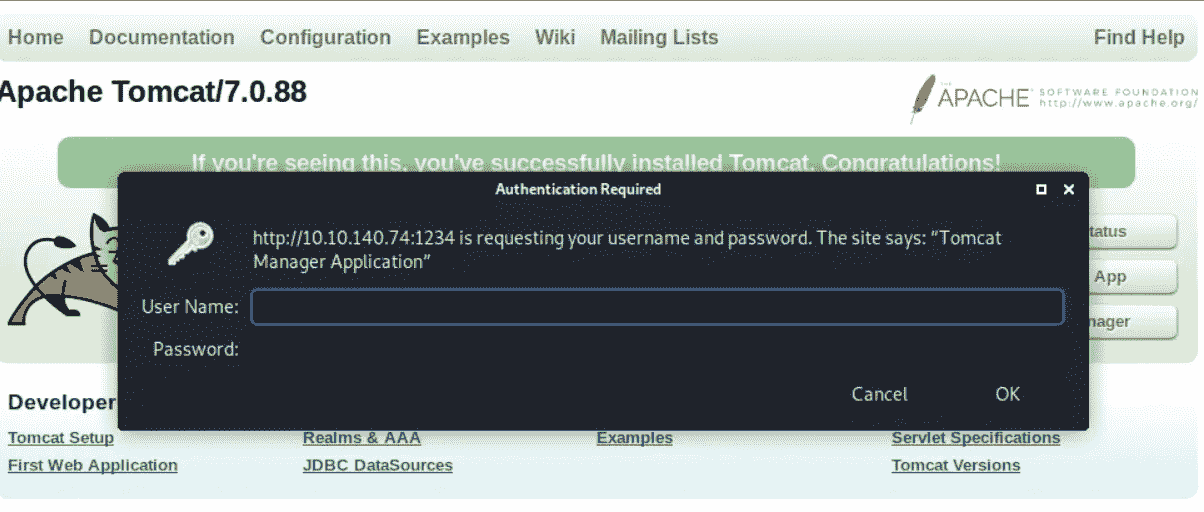 Home Documentation Configuration Examples Wiki Mailing Lists Find Help
Apache Tomcat/7.0.88
APACHE SOFTWARE FOUNDATION
http://www.apache.org/
If you're seeing this, you've successfully installed Tomcat. Congratulations!
Authentication Required
http://10.10.140.74:1234 is requesting your username and password. The site says: “Tomcat
Manager Application”
User Name:
Password:
Cancel OK
App
Developer
Tomcat Setup Realms & AAA Examples Servlet Specifications
First Web Application JDBC DataSources Tomcat Versions